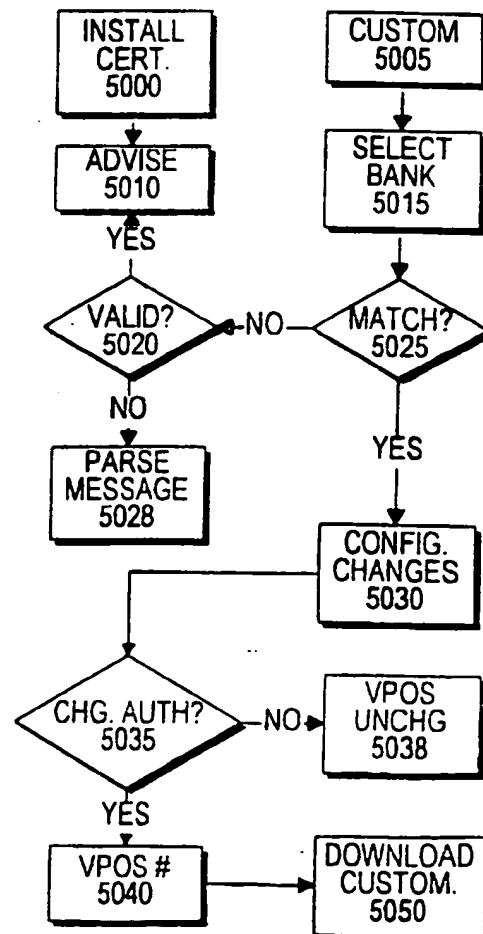 INSTALL
CERT.
5000
CUSTOM
5005
ADVISE
5010
SELECT
BANK
5015
YES
VALID?
5020
NO
MATCH?
5025
NO
YES
PARSE
MESSAGE
5028
CONFIG.
CHANGES
5030
CHG. AUTH?
5035
NO
VPOS
UNCHG
5038
YES
VPOS #
5040
DOWNLOAD
CUSTOM.
5050